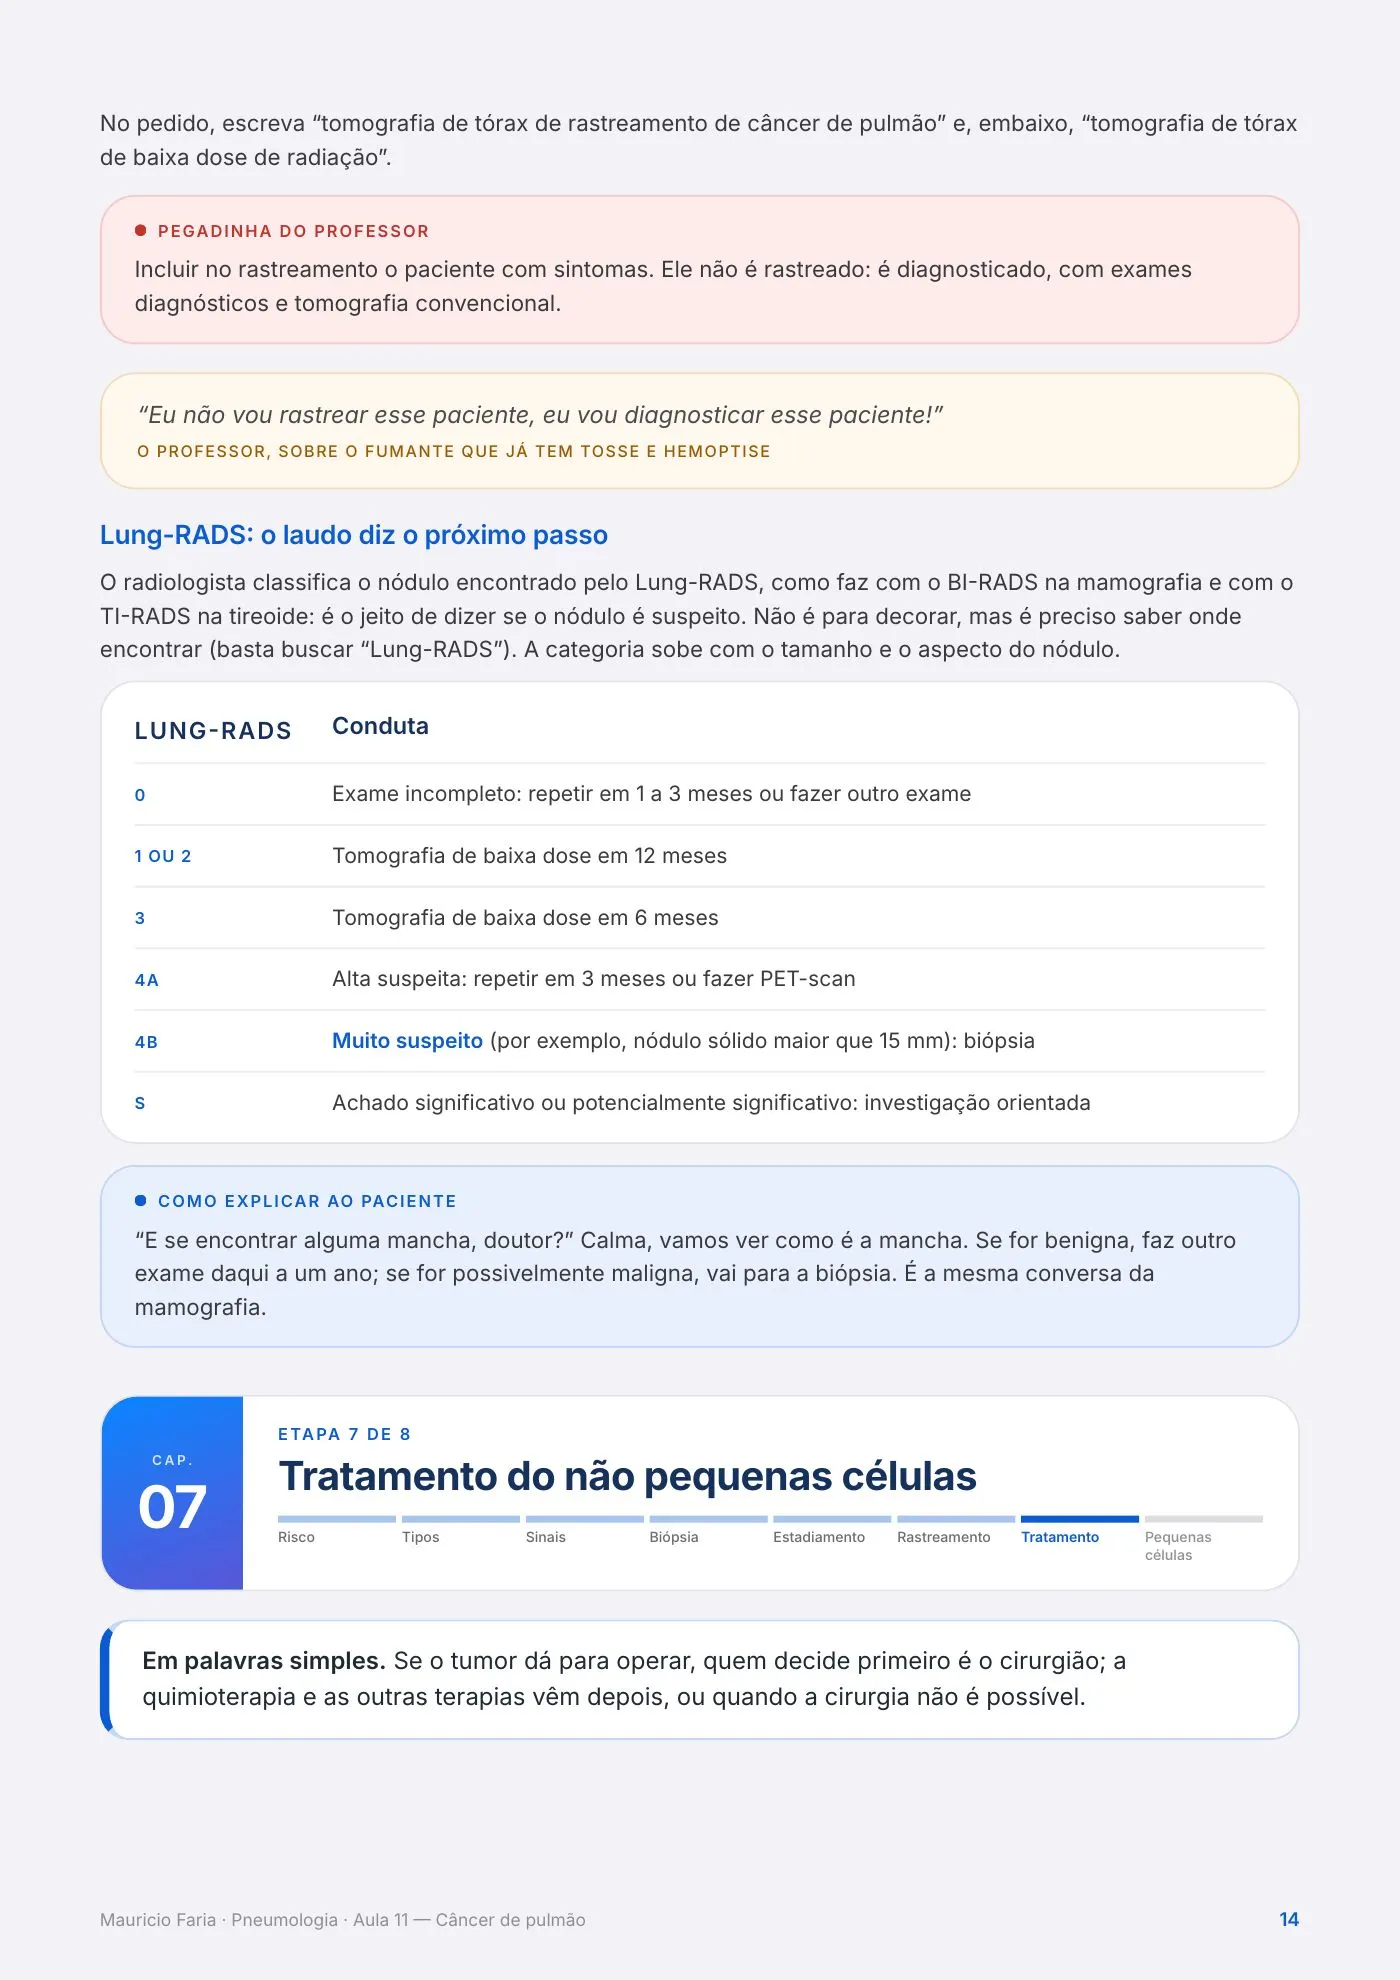 No pedido, escreva “tomografia de tórax de rastreamento de câncer de pulmão” e, embaixo, “tomografia de tórax
de baixa dose de radiação”.
PEGADINHA DO PROFESSOR
Incluir no rastreamento o paciente com sintomas. Ele não é rastreado: é diagnosticado, com exames
diagnósticos e tomografia convencional.
“Eu não vou rastrear esse paciente, eu vou diagnosticar esse paciente!”
O PROFESSOR, SOBRE O FUMANTE QUE JÁ TEM TOSSE E HEMOPTISE
Lung-RADS: o laudo diz o próximo passo
O radiologista classifica o nódulo encontrado pelo Lung-RADS, como faz com o BI-RADS na mamografia e com o
TI-RADS na tireoide: é o jeito de dizer se o nódulo é suspeito. Não é para decorar, mas é preciso saber onde
encontrar (basta buscar “Lung-RADS”). A categoria sobe com o tamanho e o aspecto do nódulo.
LUNG-RADS Conduta
0 Exame incompleto: repetir em 1 a 3 meses ou fazer outro exame
1 OU 2 Tomografia de baixa dose em 12 meses
3 Tomografia de baixa dose em 6 meses
4A Alta suspeita: repetir em 3 meses ou fazer PET-scan
4B Muito suspeito (por exemplo, nódulo sólido maior que 15 mm): biópsia
S Achado significativo ou potencialmente significativo: investigação orientada
COMO EXPLICAR AO PACIENTE
“E se encontrar alguma mancha, doutor?” Calma, vamos ver como é a mancha. Se for benigna, faz outro
exame daqui a um ano; se for possivelmente maligna, vai para a biópsia. É a mesma conversa da
mamografia.
CAP.
07
ETAPA 7 DE 8
Tratamento do não pequenas células
Risco Tipos Sinais Biópsia Estadiamento Rastreamento Tratamento Pequenas
células
Em palavras simples. Se o tumor dá para operar, quem decide primeiro é o cirurgião; a
quimioterapia e as outras terapias vêm depois, ou quando a cirurgia não é possível.
Mauricio Faria · Pneumologia · Aula 11 — Câncer de pulmão 14